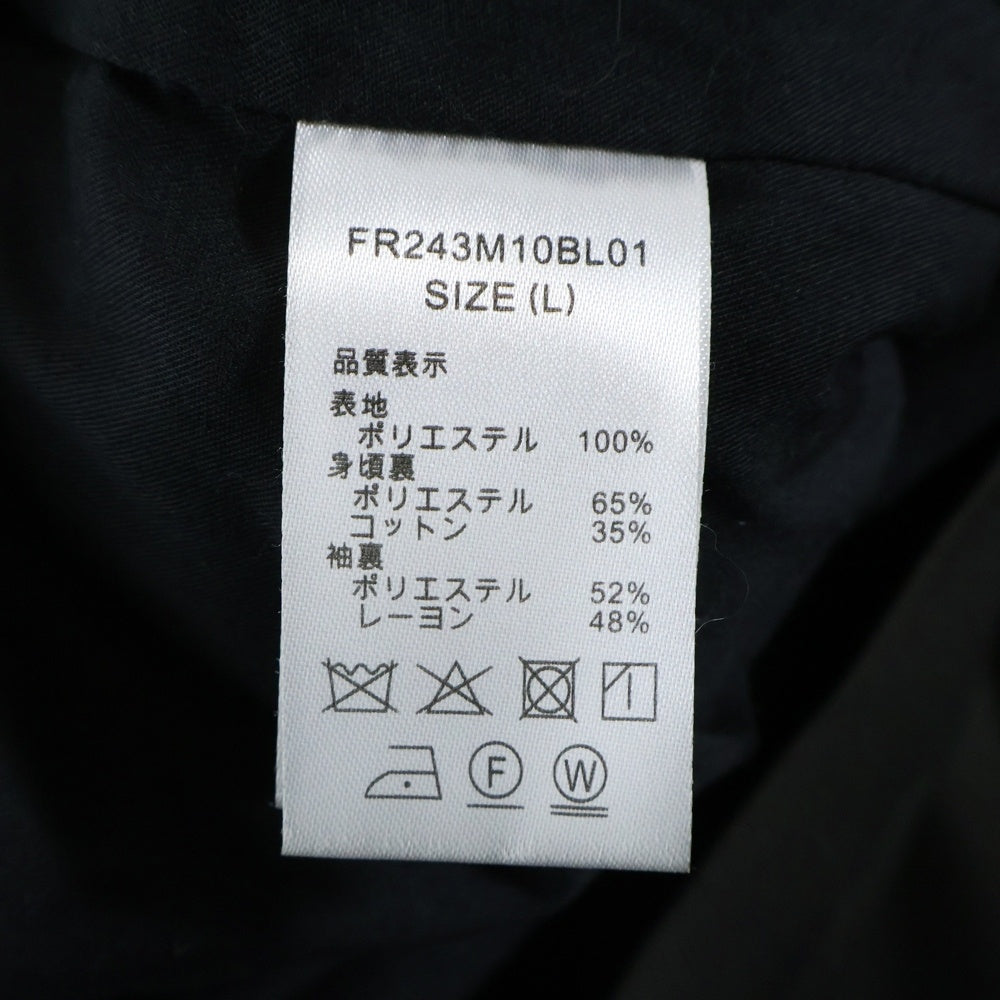 FR243M10BL01
SIZE (L)
品質表示
表地
ポリエステル 100%
身頃裏
ポリエステル 65%
コットン 35%
袖裏
ポリエステル 52%
レーヨン 48%
F W